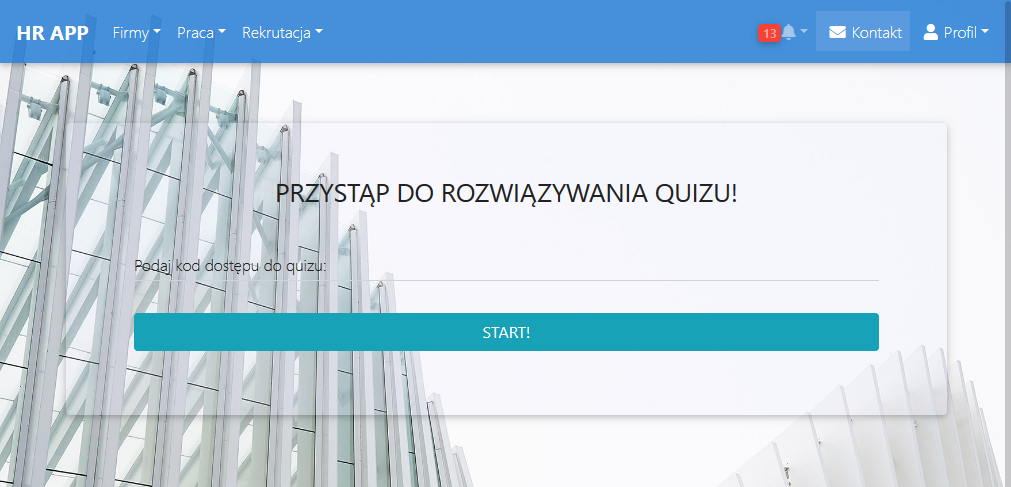 HR APP Firmy Praca Rekrutacja 13 Kontakt Profil
PRZYSTĄP DO ROZWIĄZYWANIA QUIZU!
Podaj kod dostępu do quizu:
START!